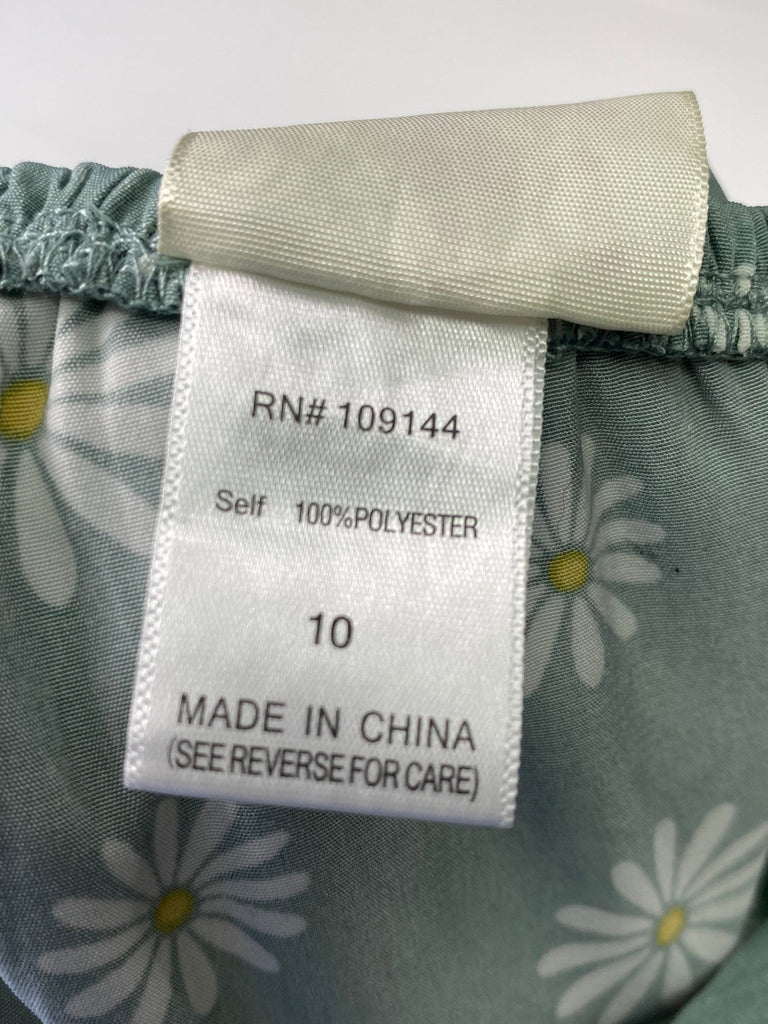 RN# 109144
Self 100%POLYESTER
10
MADE IN CHINA
(SEE REVERSE FOR CARE)